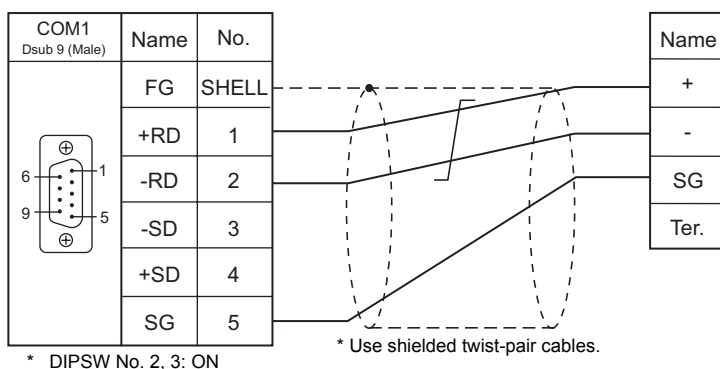 COM1
Dsub 9 (Male)
Name No. Name
FG SHELL +
+RD 1 -
-RD 2 SG
-SD 3 Ter.
+SD 4
SG 5
1
6
9
5
* Use shielded twist-pair cables.
* DIPSW No. 2, 3: ON